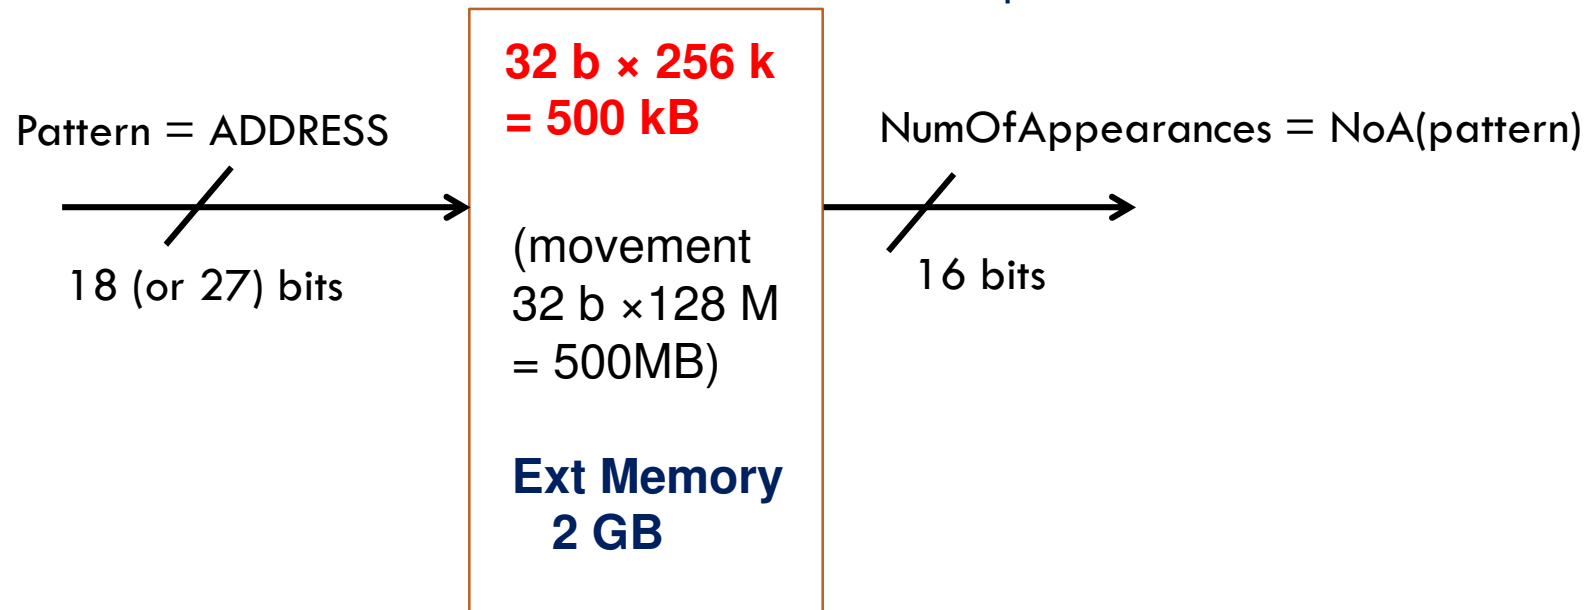 32 b × 256 k
= 500 kB
Pattern = ADDRESS
NumOfAppearances = NoA(pattern)
18 (or 27) bits
(movement
32 b ×128 M
= 500MB)
16 bits
Ext Memory
2 GB